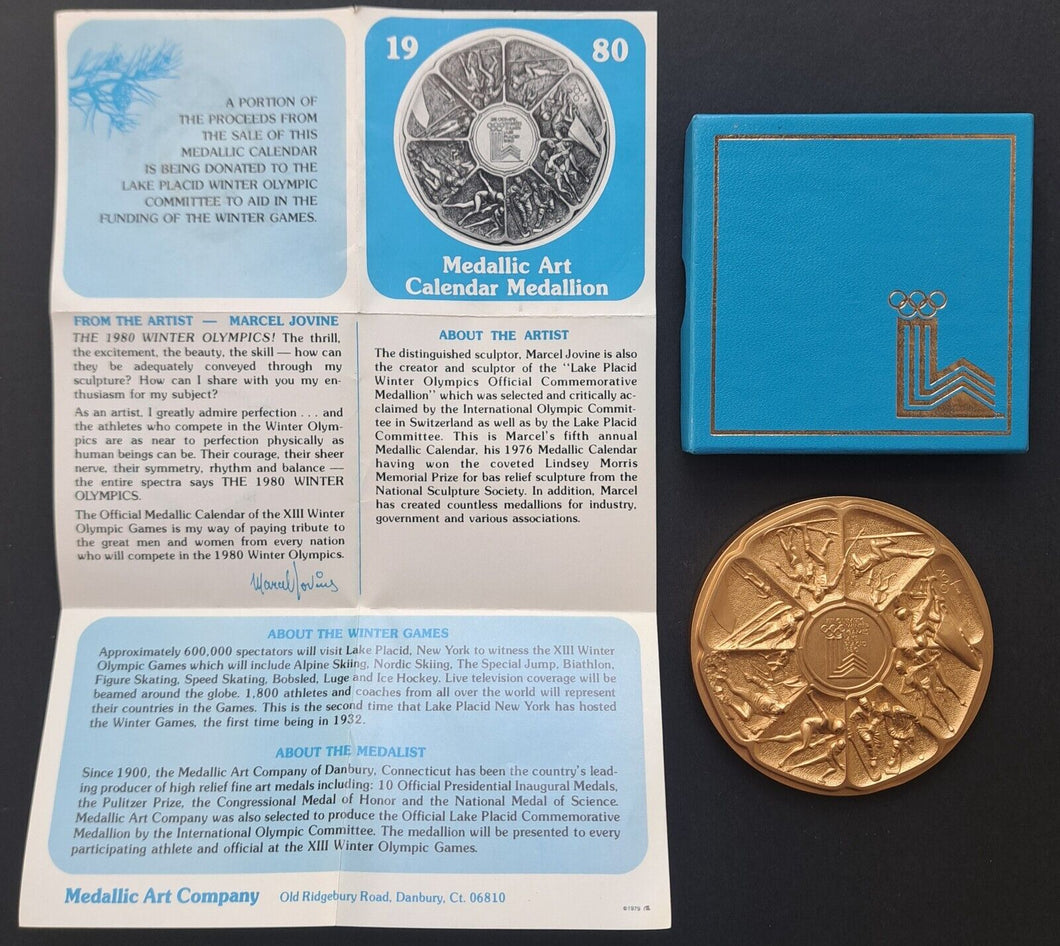 A PORTION OF
THE PROCEEDS FROM
THE SALE OF THIS
MEDALLIC CALENDAR
IS BEING DONATED TO THE
LAKE PLACID WINTER OLYMPIC
COMMITTEE TO AID IN THE
FUNDING OF THE WINTER GAMES.
1980
Medallic Art
Calendar Medallion
FROM THE ARTIST — MARCEL JOVINE
THE 1980 WINTER OLYMPICS! The thrill,
the excitement, the beauty, the skill — how can
they be adequately conveyed through my
sculpture? How can I share with you my en-
thusiasm for my subject?
As an artist, I greatly admire perfection . . . and
the athletes who compete in the Winter Olym-
pics are as near to perfection physically as
human beings can be. Their courage, their sheer
nerve, their symmetry, rhythm and balance —
the entire spectra says THE 1980 WINTER
OLYMPICS.
The Official Medallic Calendar of the XIII Winter
Olympic Games is my way of paying tribute to
the great men and women from every nation
who will compete in the 1980 Winter Olympics.
Marcel Jovine
ABOUT THE ARTIST
The distinguished sculptor, Marcel Jovine is also
the creator and sculptor of the "Lake Placid
Winter Olympics Official Commemorative
Medallion" which was selected and critically ac-
claimed by the International Olympic Commit-
tee in Switzerland as well as by the Lake Placid
Committee. This is Marcel's fifth annual
Medallic Calendar, his 1976 Medallic Calendar
having won the coveted Lindsey Morris
Memorial Prize for bas relief sculpture from the
National Sculpture Society. In addition, Marcel
has created countless medallions for industry,
government and various associations.
ABOUT THE WINTER GAMES
Approximately 600,000 spectators will visit Lake Placid, New York to witness the XIII Winter
Olympic Games which will include Alpine Skiing, Nordic Skiing, The Special Jump, Biathlon,
Figure Skating, Speed Skating, Bobsled, Luge and Ice Hockey. Live television coverage will be
beamed around the globe. 1,800 athletes and coaches from all over the world will represent
their countries in the Games. This is the second time that Lake Placid New York has hosted
the Winter Games, the first time being in 1932.
ABOUT THE MEDALIST
Since 1900, the Medallic Art Company of Danbury, Connecticut has been the country's lead-
ing producer of high relief fine art medals including: 10 Official Presidential Inaugural Medals,
the Pulitzer Prize, the Congressional Medal of Honor and the National Medal of Science.
Medallic Art Company was also selected to produce the Official Lake Placid Commemorative
Medallion by the International Olympic Committee. The medallion will be presented to every
participating athlete and official at the XIII Winter Olympic Games.
Medallic Art Company Old Ridgebury Road, Danbury, Ct. 06810
©1979